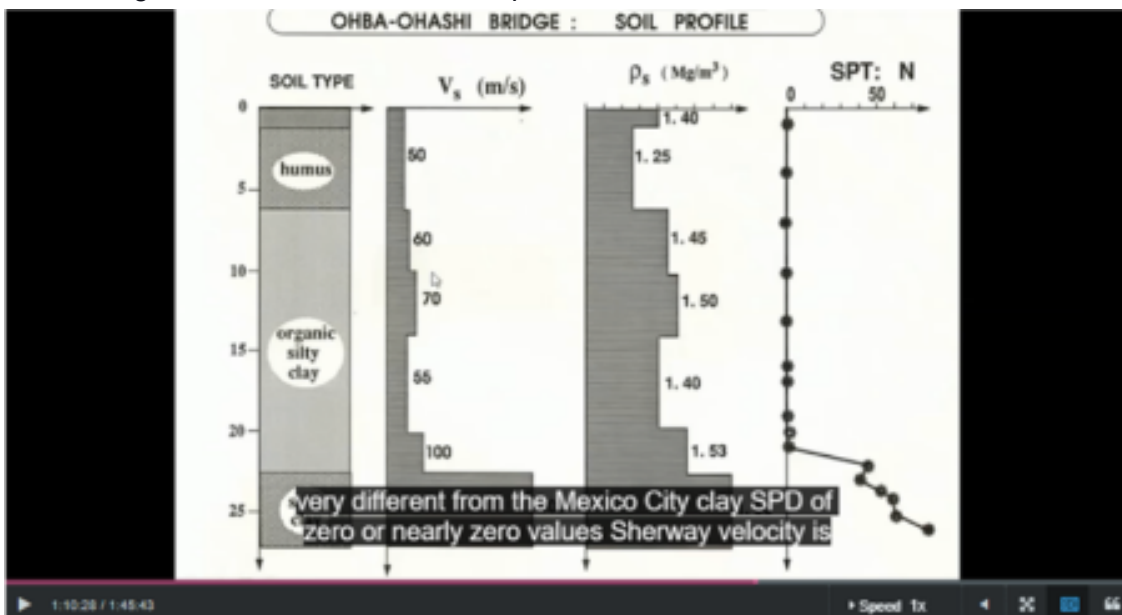 OHBA-OHASHI BRIDGE : SOIL PROFILE
SOIL TYPE
Vs (m/s)
ρs (Mg/m³)
SPT: N
0
0
50
1.40
humus
50
1.25
5
60
1.45
10
70
1.50
organic
silty
clay
15
55
1.40
20
100
1.53
25
very different from the Mexico City clay SPD of
zero or nearly zero values Sherway velocity is
1:10:28 / 1:45:43
Speed 1x